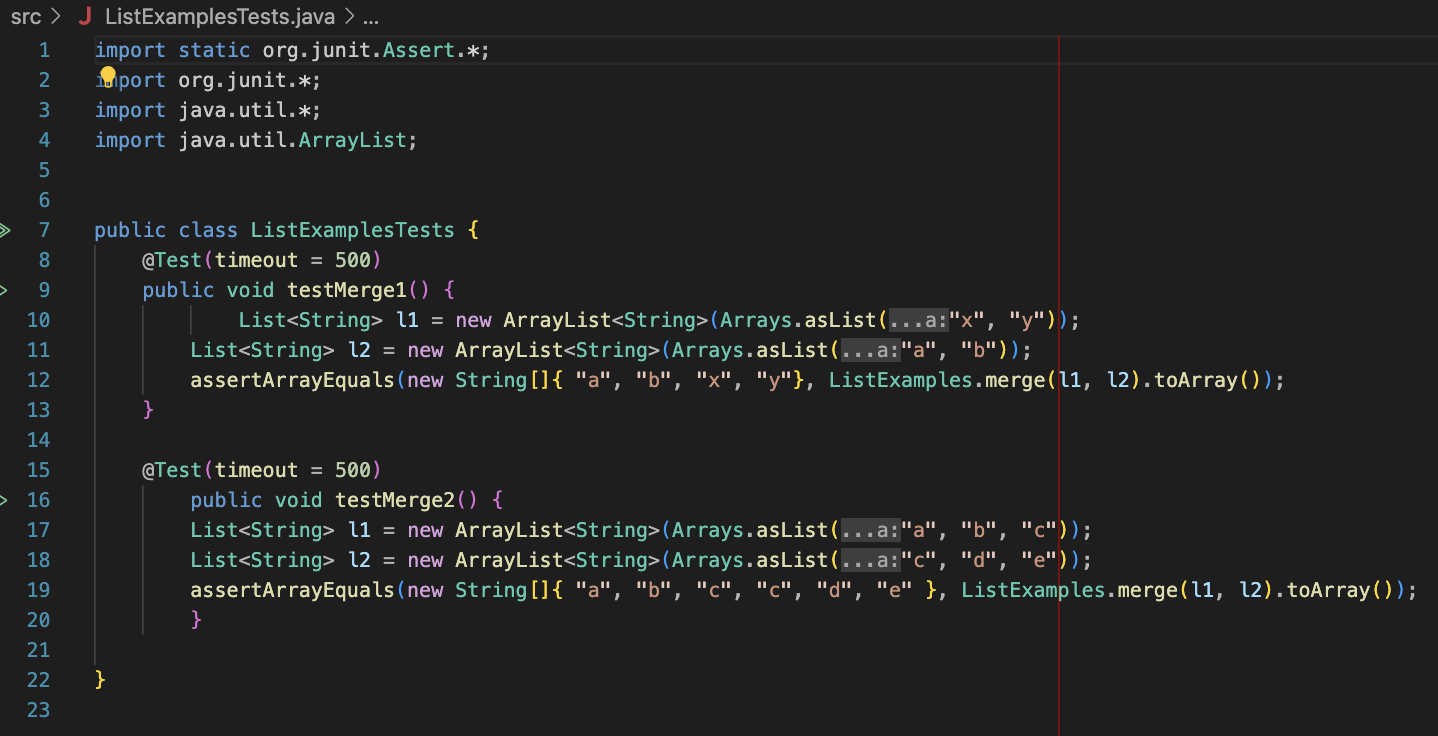 src > J ListExamplesTests.java > ...
1 import static org.junit.Assert.*;
2 import org.junit.*;
3 import java.util.*;
4 import java.util.ArrayList;
5
6
7 public class ListExamplesTests {
8     @Test(timeout = 500)
9     public void testMerge1() {
10             List<String> l1 = new ArrayList<String>(Arrays.asList(...a:"x", "y"));
11         List<String> l2 = new ArrayList<String>(Arrays.asList(...a:"a", "b"));
12         assertArrayEquals(new String[]{ "a", "b", "x", "y"}, ListExamples.merge(l1, l2).toArray());
13     }
14
15     @Test(timeout = 500)
16         public void testMerge2() {
17         List<String> l1 = new ArrayList<String>(Arrays.asList(...a:"a", "b", "c"));
18         List<String> l2 = new ArrayList<String>(Arrays.asList(...a:"c", "d", "e"));
19         assertArrayEquals(new String[]{ "a", "b", "c", "c", "d", "e" }, ListExamples.merge(l1, l2).toArray());
20         }
21
22 }
23